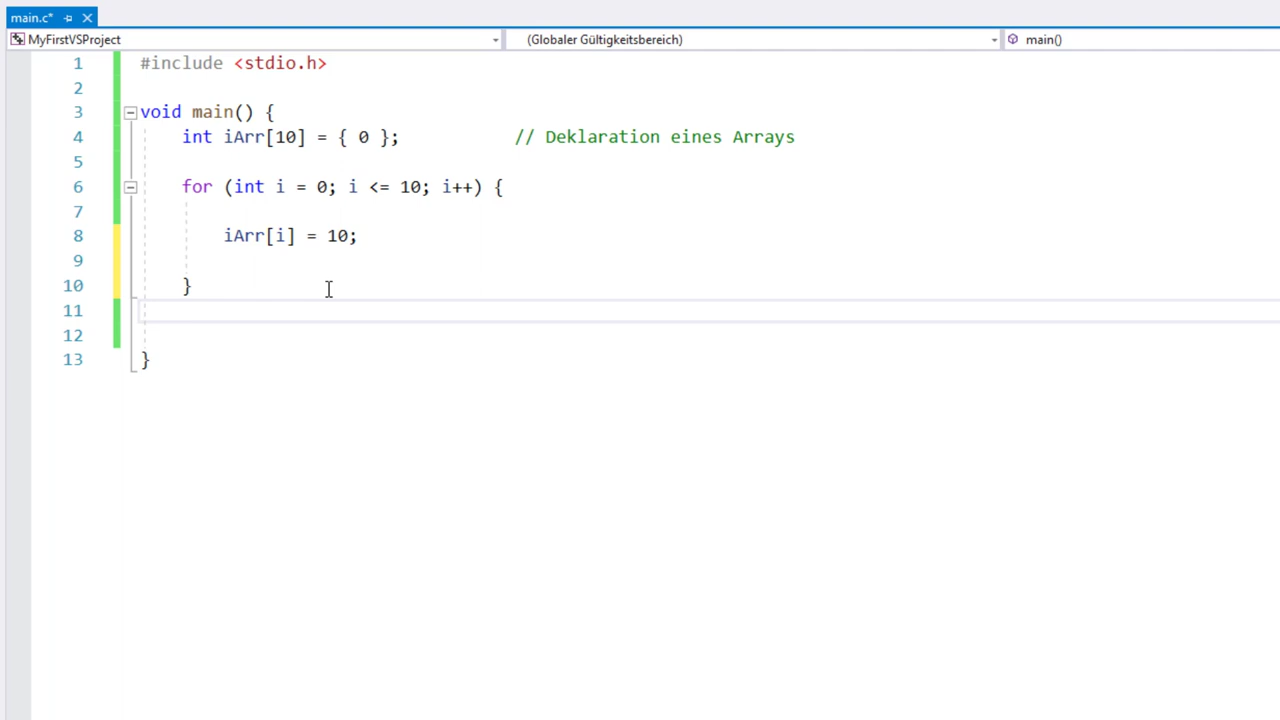 main.c*
MyFirstVSProject (Globaler Gültigkeitsbereich) main()
1 #include <stdio.h>
2
3 void main() {
4 int iArr[10] = { 0 }; // Deklaration eines Arrays
5
6 for (int i = 0; i <= 10; i++) {
7
8 iArr[i] = 10;
9
10 }
11
12
13 }